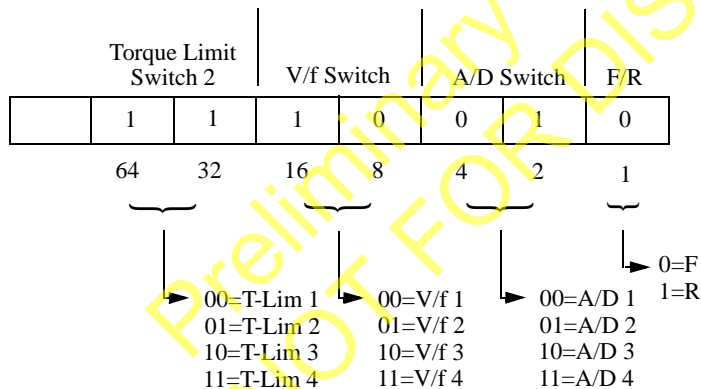 Torque Limit
Switch 2
V/f Switch
A/D Switch
F/R
1 1 1 0 0 1 0
64 32 16 8 4 2 1
0=F
1=R
00=T-Lim 1
01=T-Lim 2
10=T-Lim 3
11=T-Lim 4
00=V/f 1
01=V/f 2
10=V/f 3
11=V/f 4
00=A/D 1
01=A/D 2
10=A/D 3
11=A/D 4
Preliminary
NOT FOR DIS